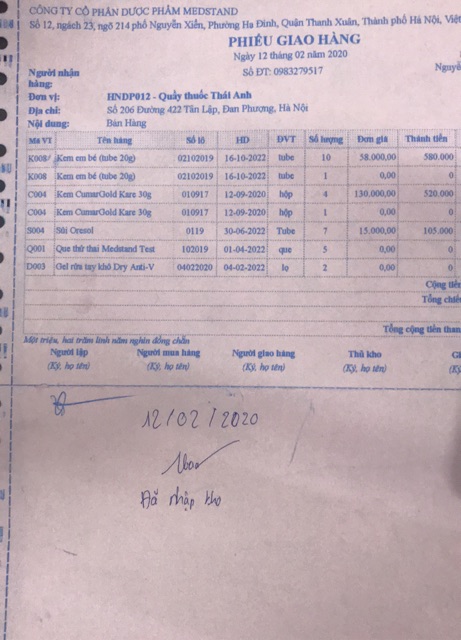 CÔNG TY CỔ PHẦN DƯỢC PHẨM MEDSTAND
Số 12, ngách 23, ngõ 214 phố Nguyễn Xiển, Phường Hạ Đình, Quận Thanh Xuân, Thành phố Hà Nội, Việt
PHIẾU GIAO HÀNG
Ngày 12 tháng 02 năm 2020
Người nhận hàng: Số ĐT: 0983279517 Nguyê
Đơn vị: HNDP012 - Quầy thuốc Thái Anh
Địa chỉ: Số 206 Đường 422 Tân Lập, Đan Phượng, Hà Nội
Nội dung: Bán Hàng
Mã VT Tên hàng Số lô HD ĐVT Số lượng Đơn giá Thành tiền
K008 Kem em bé (tube 20g) 02102019 16-10-2022 tube 10 58.000,00 580.000
K008 Kem em bé (tube 20g) 02102019 16-10-2022 tube 1 0,00 0
C004 Kem CumarGold Kare 30g 010917 12-09-2020 hộp 4 130.000,00 520.000
C004 Kem CumarGold Kare 30g 010917 12-09-2020 hộp 1 0,00 0
S004 Sủi Oresol 0119 30-06-2022 Tube 7 15.000,00 105.000
Q001 Que thử thai Medstand Test 102019 01-04-2022 que 5 0,00 0
D003 Gel rửa tay khô Dry Anti-V 04022020 04-02-2022 lọ 2 0,00 0
Cộng tiền
Tổng chiế
Tổng cộng tiền than
Một triệu, hai trăm linh năm nghìn đồng chẵn
Người lập Người mua hàng Người giao hàng Thủ kho Gi
(Ký, họ tên) (Ký, họ tên) (Ký, họ tên) (Ký, họ tên) (Ký
12/02/2020
Đã nhập kho